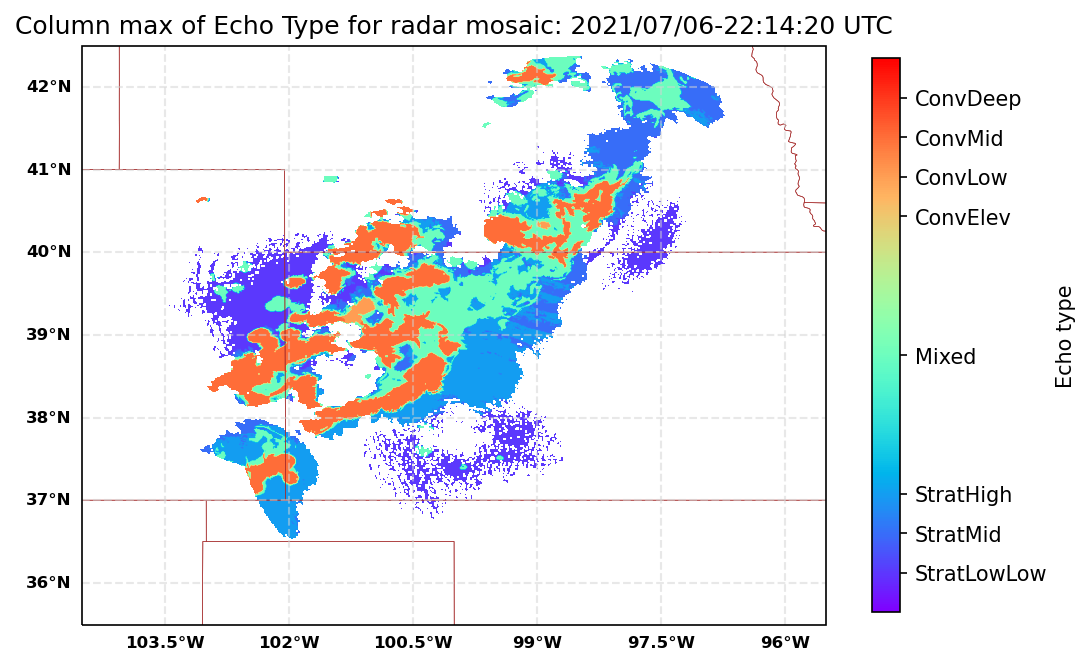 Column max of Echo Type for radar mosaic: 2021/07/06-22:14:20 UTC
42°N
41°N
40°N
39°N
38°N
37°N
36°N
103.5°W 102°W 100.5°W 99°W 97.5°W 96°W
ConvDeep
ConvMid
ConvLow
ConvElev
Mixed
StratHigh
StratMid
StratLowLow
Echo type